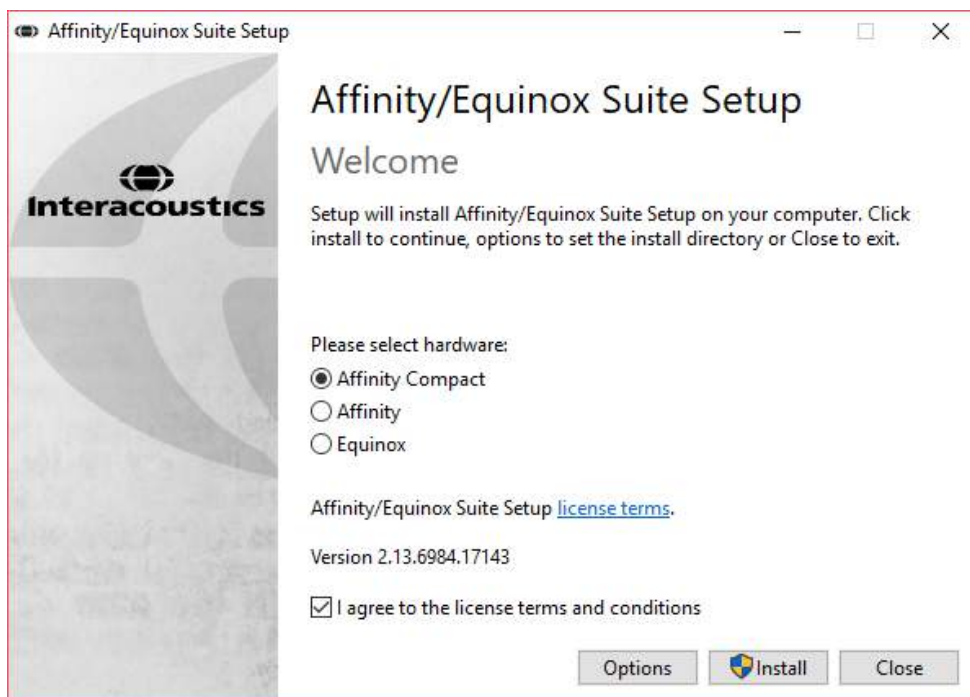 Affinity/Equinox Suite Setup
Affinity/Equinox Suite Setup
Welcome
Interacoustics
Setup will install Affinity/Equinox Suite Setup on your computer. Click
install to continue, options to set the install directory or Close to exit.
Please select hardware:
Affinity Compact
Affinity
Equinox
Affinity/Equinox Suite Setup license terms.
Version 2.13.6984.17143
I agree to the license terms and conditions
Options
Install
Close